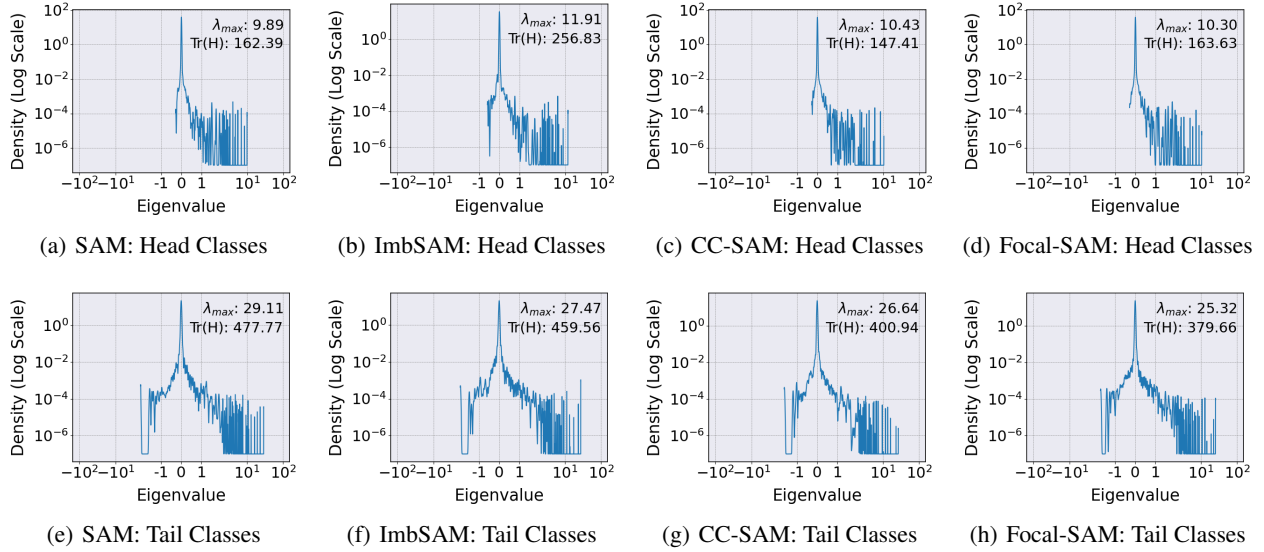 λmax: 9.89
Tr(H): 162.39
10²
10⁰
10⁻²
10⁻⁴
10⁻⁶
Density (Log Scale)
−10² −10¹ −1 0 1 10¹ 10²
Eigenvalue
(a) SAM: Head Classes
λmax: 11.91
Tr(H): 256.83
10²
10⁰
10⁻²
10⁻⁴
10⁻⁶
Density (Log Scale)
−10² −10¹ −1 0 1 10¹ 10²
Eigenvalue
(b) ImbSAM: Head Classes
λmax: 10.43
Tr(H): 147.41
10²
10⁰
10⁻²
10⁻⁴
10⁻⁶
Density (Log Scale)
−10² −10¹ −1 0 1 10¹ 10²
Eigenvalue
(c) CC-SAM: Head Classes
λmax: 10.30
Tr(H): 163.63
10²
10⁰
10⁻²
10⁻⁴
10⁻⁶
Density (Log Scale)
−10² −10¹ −1 0 1 10¹ 10²
Eigenvalue
(d) Focal-SAM: Head Classes
λmax: 29.11
Tr(H): 477.77
10⁰
10⁻²
10⁻⁴
10⁻⁶
Density (Log Scale)
−10² −10¹ −1 0 1 10¹ 10²
Eigenvalue
(e) SAM: Tail Classes
λmax: 27.47
Tr(H): 459.56
10⁰
10⁻²
10⁻⁴
10⁻⁶
Density (Log Scale)
−10² −10¹ −1 0 1 10¹ 10²
Eigenvalue
(f) ImbSAM: Tail Classes
λmax: 26.64
Tr(H): 400.94
10⁰
10⁻²
10⁻⁴
10⁻⁶
Density (Log Scale)
−10² −10¹ −1 0 1 10¹ 10²
Eigenvalue
(g) CC-SAM: Tail Classes
λmax: 25.32
Tr(H): 379.66
10⁰
10⁻²
10⁻⁴
10⁻⁶
Density (Log Scale)
−10² −10¹ −1 0 1 10¹ 10²
Eigenvalue
(h) Focal-SAM: Tail Classes